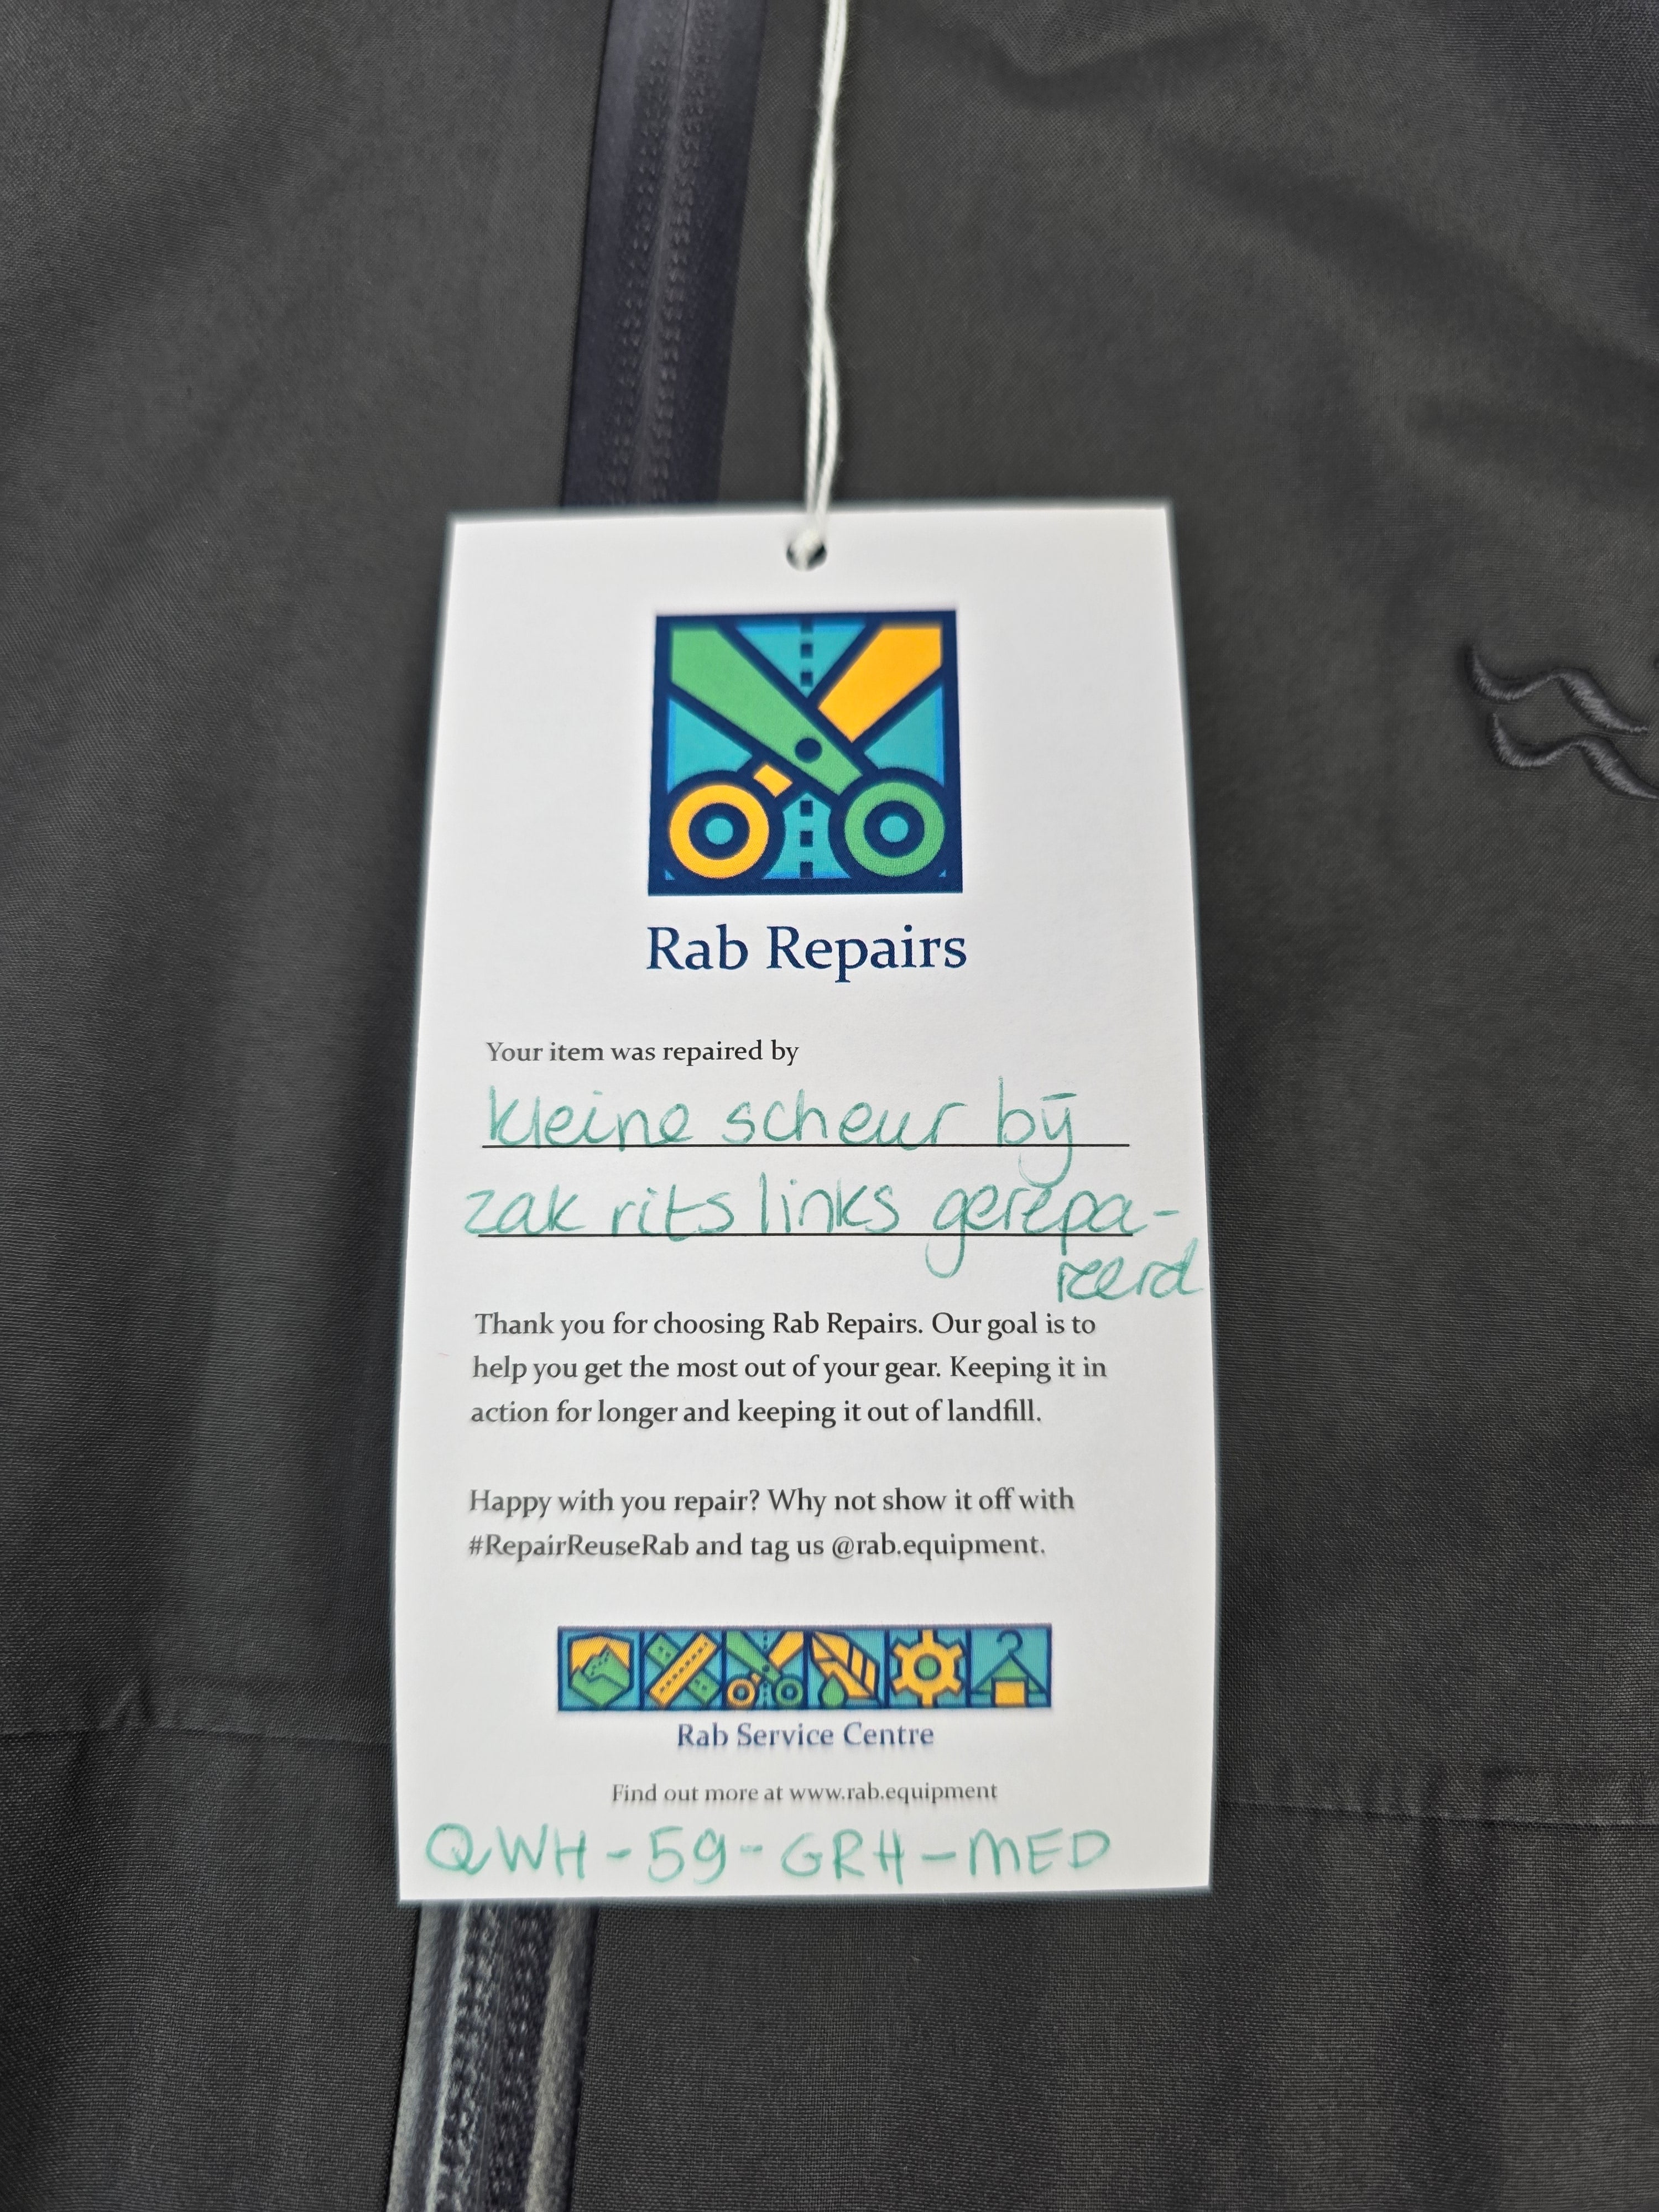 Rab Repairs
Your item was repaired by
kleine scheur bij
zak rits links gerepa-
reerd
Thank you for choosing Rab Repairs. Our goal is to
help you get the most out of your gear. Keeping it in
action for longer and keeping it out of landfill.
Happy with you repair? Why not show it off with
#RepairReuseRab and tag us @rab.equipment.
Rab Service Centre
Find out more at www.rab.equipment
QWH-59-GRH-MED